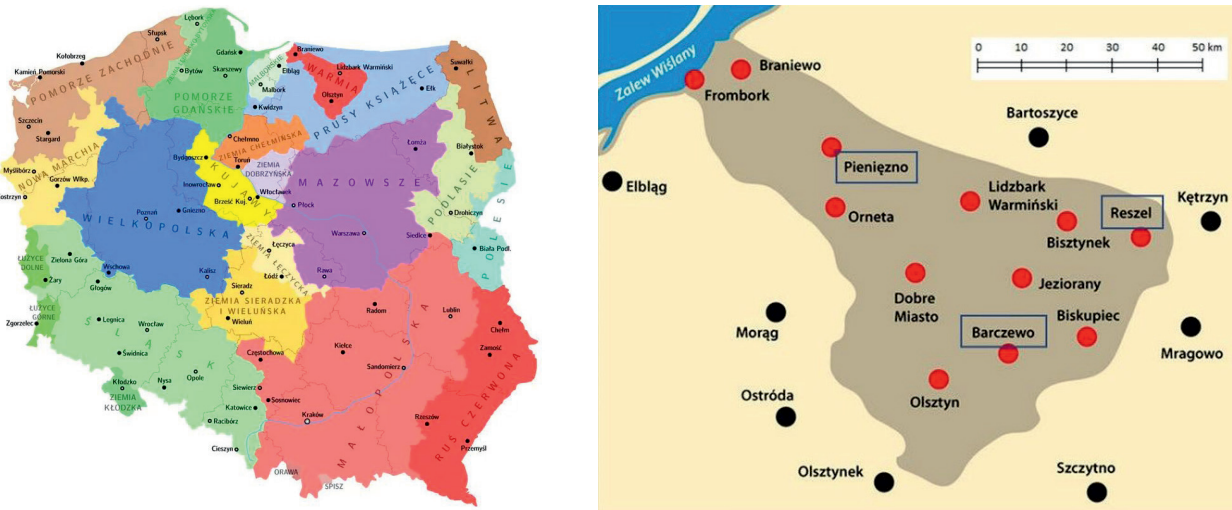 Lębork
Słupsk
Kołobrzeg
Kamień Pomorski
POMORZE ZACHODNIE
Szczecin
Stargard
Bytów
Skarszewy
Gdańsk
POMORZE
GDAŃSKIE
MALBORSKIE
Elbląg
Malbork
Kwidzyn
Braniewo
WARMIA
Lidzbark Warmiński
Olsztyn
PRUSY KSIĄŻĘCE
Ełk
Suwałki
LITWA
NOWA MARCHIA
Myślibórz
Gorzów Wlkp.
ostrzyn
Chełmno
ZIEMIA CHEŁMIŃSKA
Toruń
Bydgoszcz
KUJAWY
Inowrocław
Brześć Kuj.
Włocławek
ZIEMIA
DOBRZYŃSKA
Łomża
Białystok
PODLASIE
Drohiczyn
MAZOWSZE
Płock
Warszawa
Siedlce
Rawa
POLESIE
Biała Podl.
WIELKOPOLSKA
Poznań
Gniezno
Kalisz
Wschowa
ZIEMIA ŁĘCZYCKA
Łęczyca
Łódź
Sieradz
ZIEMIA SIERADZKA
I WIELUŃSKA
Wieluń
ŁUŻYCE
DOLNE
Zielona Góra
Żary
Głogów
ŁUŻYCE
GÓRNE
Zgorzelec
Legnica
Wrocław
ŚLĄSK
Świdnica
Kłodzko
ZIEMIA
KŁODZKA
Nysa
Opole
Racibórz
Cieszyn
Katowice
Częstochowa
Siewierz
Sosnowiec
Kraków
Kielce
Radom
Lublin
Sandomierz
MAŁOPOLSKA
Rzeszów
ORAWA
SPISZ
Chełm
Zamość
RUŚ CZERWONA
Przemyśl
Zalew Wiślany
Braniewo
Frombork
0 10 20 30 40 50km
Bartoszyce
Pieniężno
Elbląg
Lidzbark
Warmiński
Orneta
Reszel
Kętrzyn
Bisztynek
Dobre
Miasto
Jeziorany
Morąg
Barczewo
Biskupiec
Mragowo
Ostróda
Olsztyn
Olsztynek
Szczytno